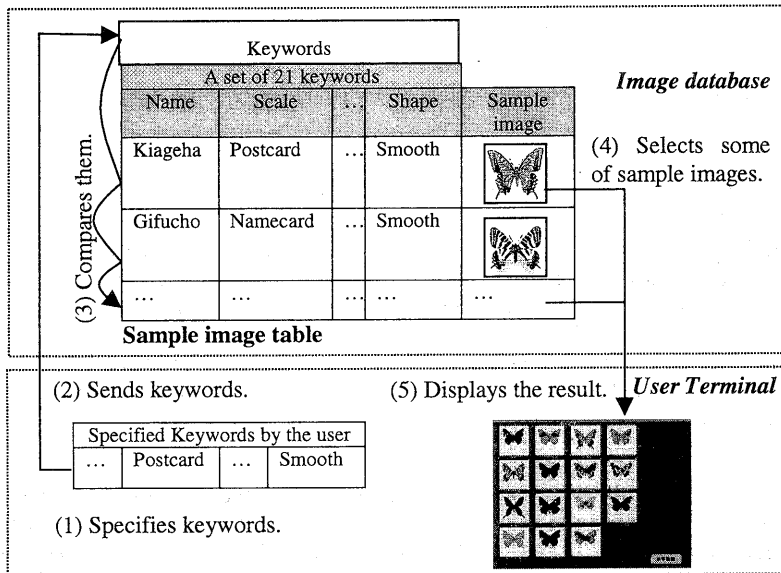 Keywords
A set of 21 keywords
Image database
Name Scale ... Shape Sample image
Kiageha Postcard ... Smooth
(4) Selects some
of sample images.
Gifucho Namecard ... Smooth
... ... ... ... ...
(3) Compares them.
Sample image table
(2) Sends keywords.
(5) Displays the result.
User Terminal
Specified Keywords by the user
... Postcard ... Smooth
(1) Specifies keywords.